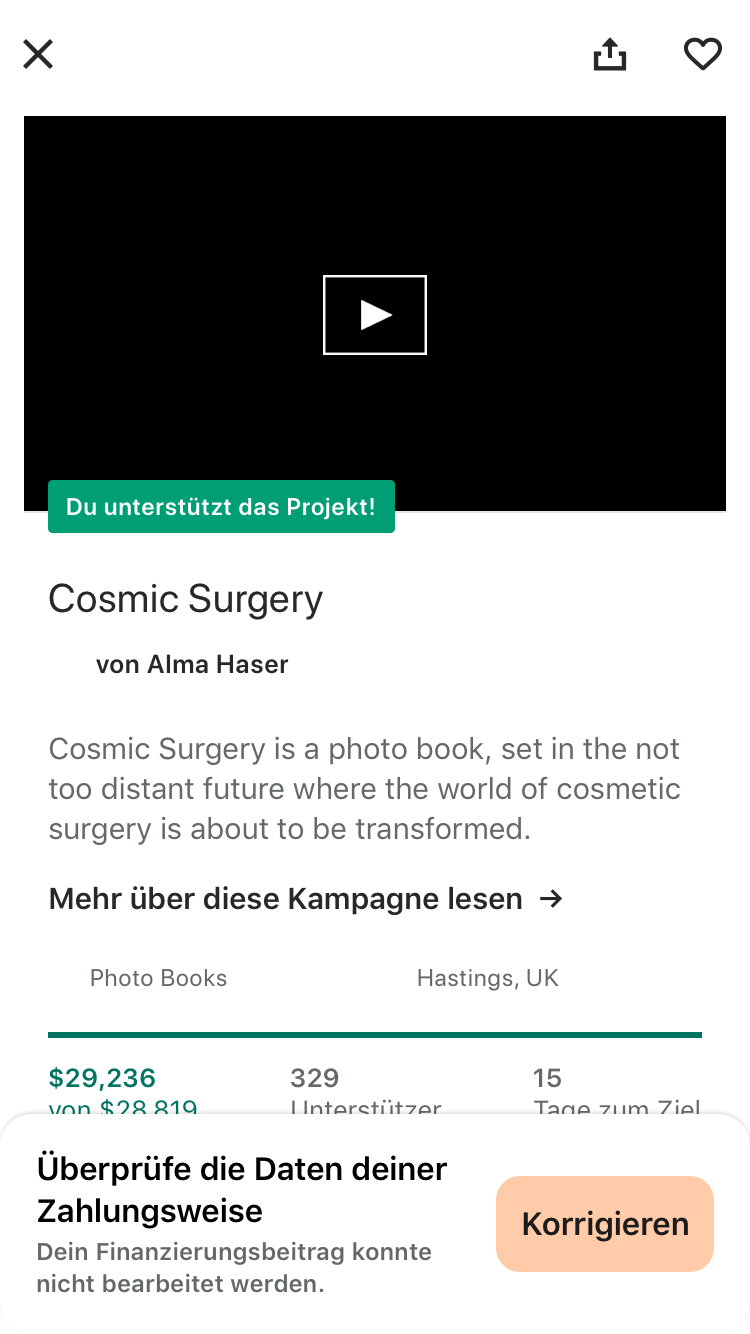 Du unterstützt das Projekt!
Cosmic Surgery
von Alma Haser
Cosmic Surgery is a photo book, set in the not
too distant future where the world of cosmetic
surgery is about to be transformed.
Mehr über diese Kampagne lesen →
Photo Books
Hastings, UK
$29,236
329
15
von $28,819
Unterstützer
Tage zum Ziel
Überprüfe die Daten deiner
Zahlungsweise
Dein Finanzierungsbeitrag konnte
nicht bearbeitet werden.
Korrigieren